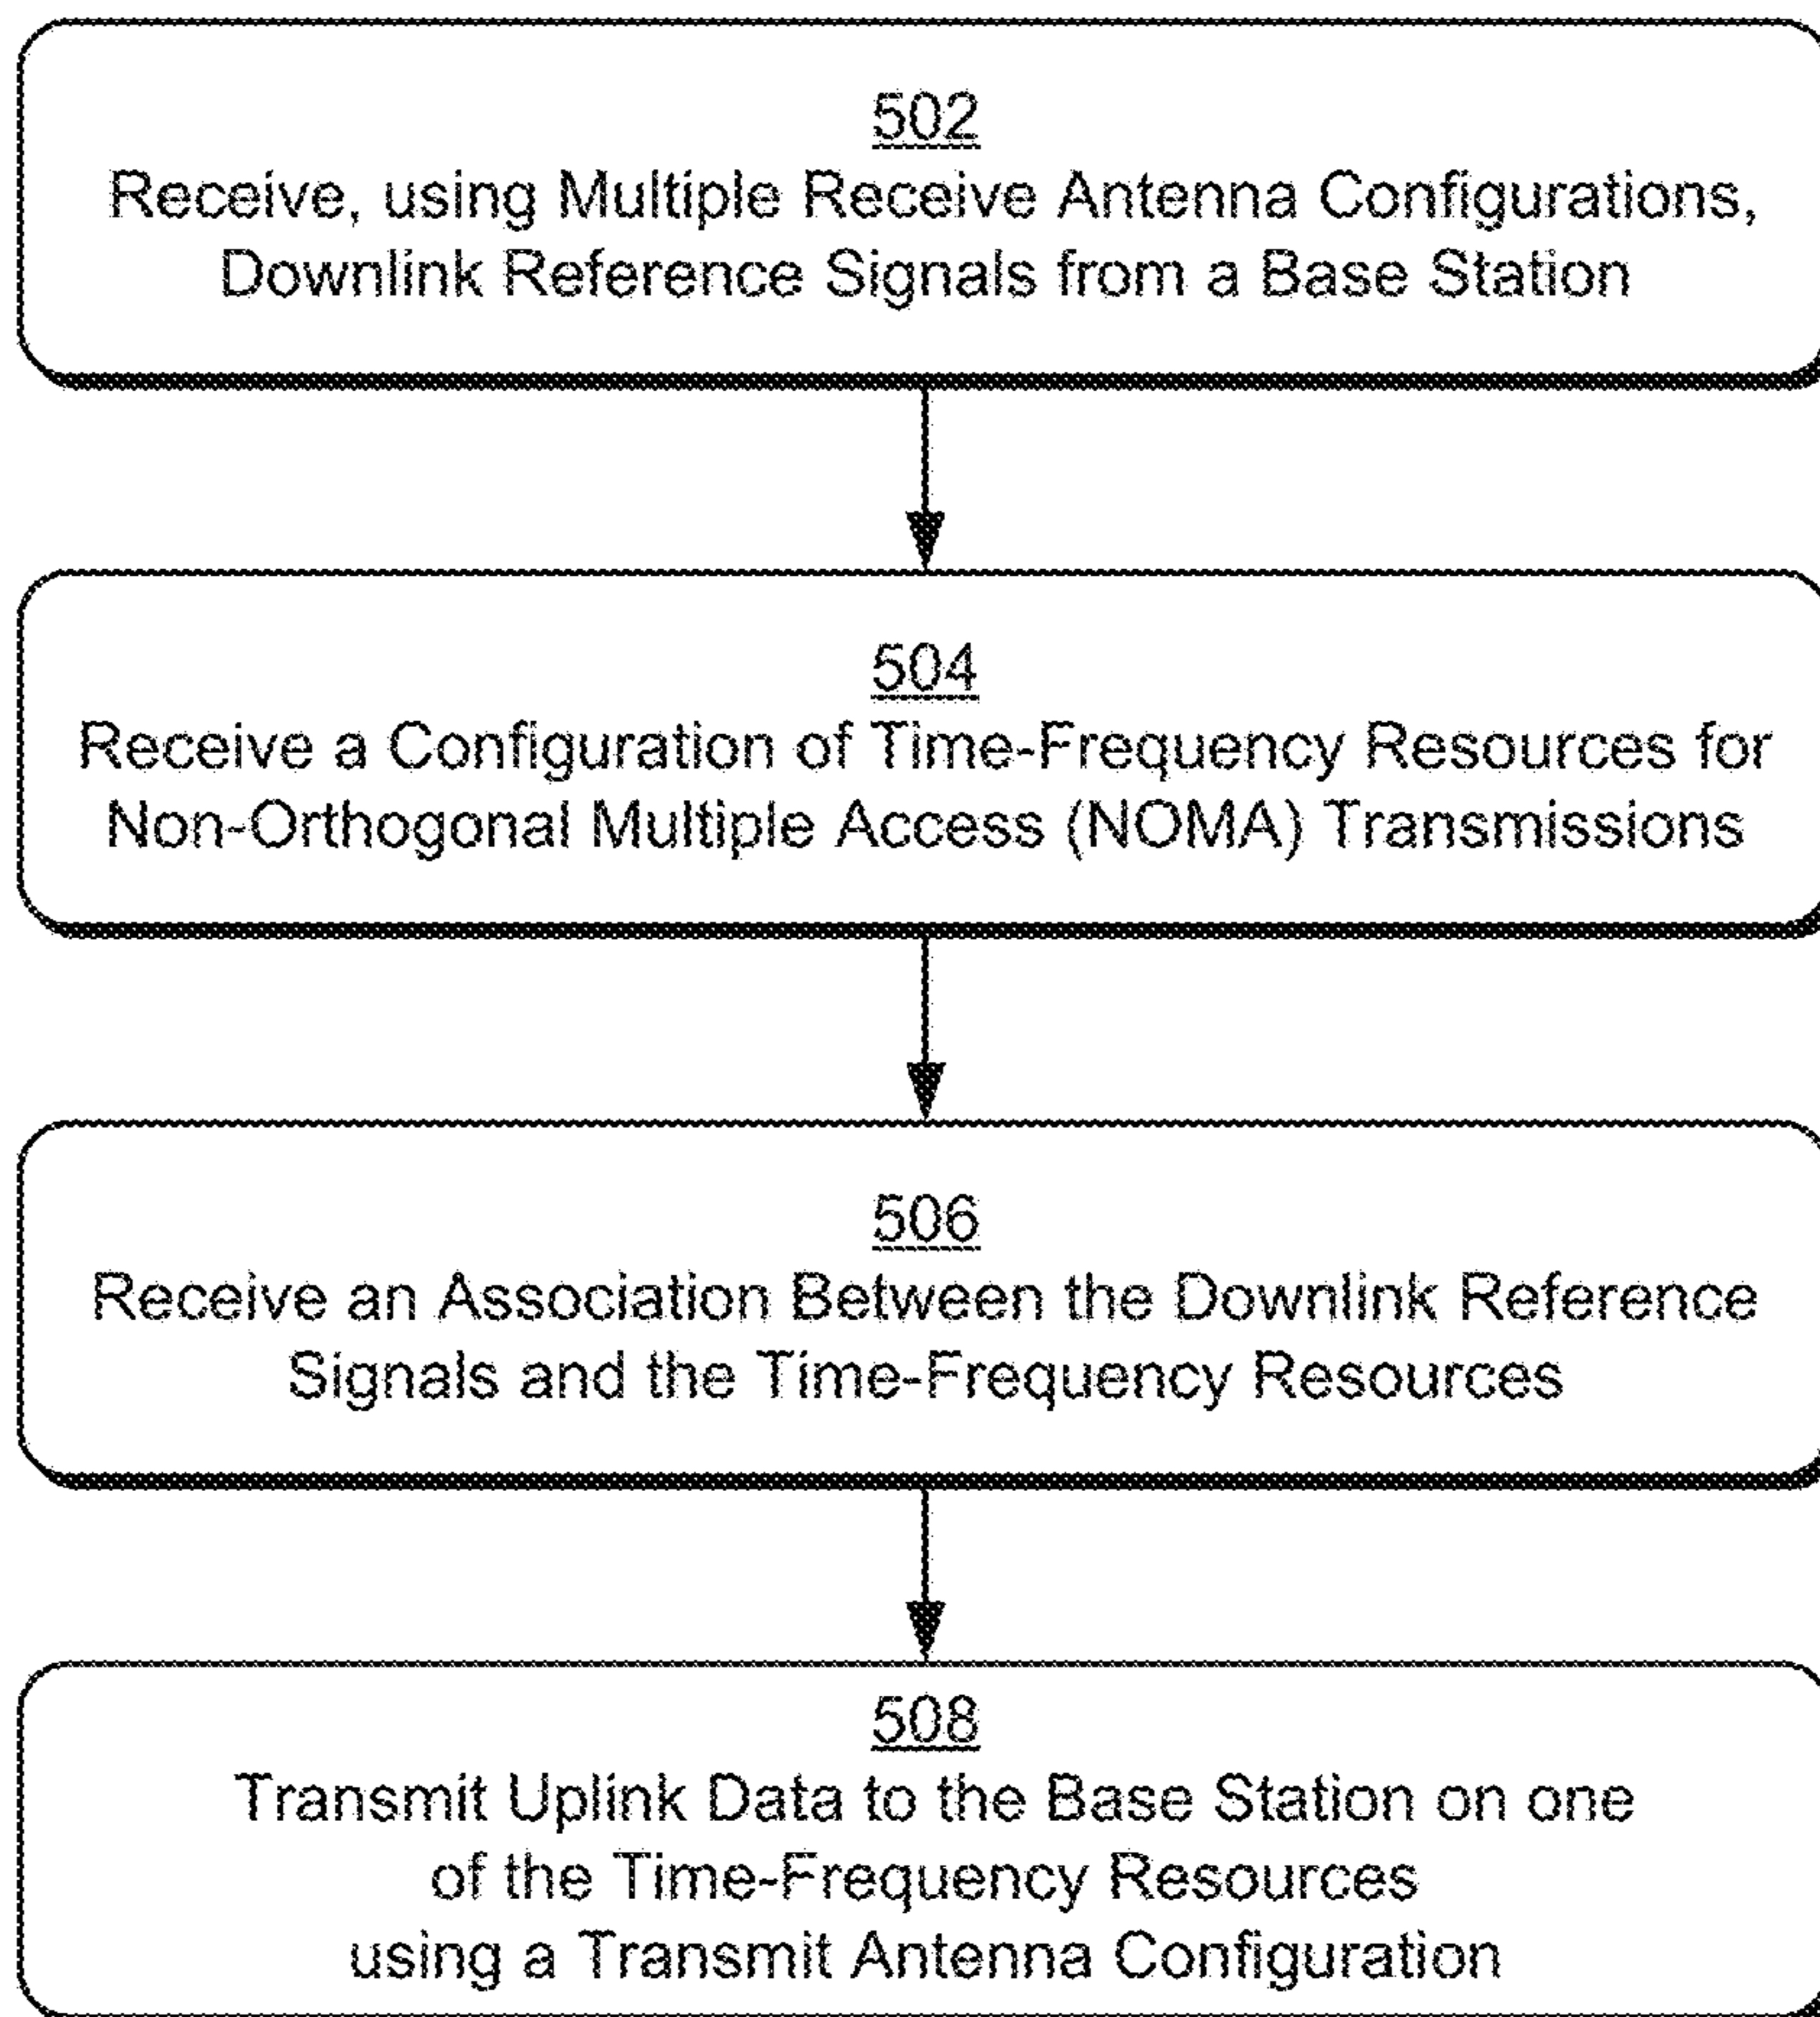 502
Receive, using Multiple Receive Antenna Configurations,
Downlink Reference Signals from a Base Station
504
Receive a Configuration of Time-Frequency Resources for
Non-Orthogonal Multiple Access (NOMA) Transmissions
506
Receive an Association Between the Downlink Reference
Signals and the Time-Frequency Resources
508
Transmit Uplink Data to the Base Station on one
of the Time-Frequency Resources
using a Transmit Antenna Configuration